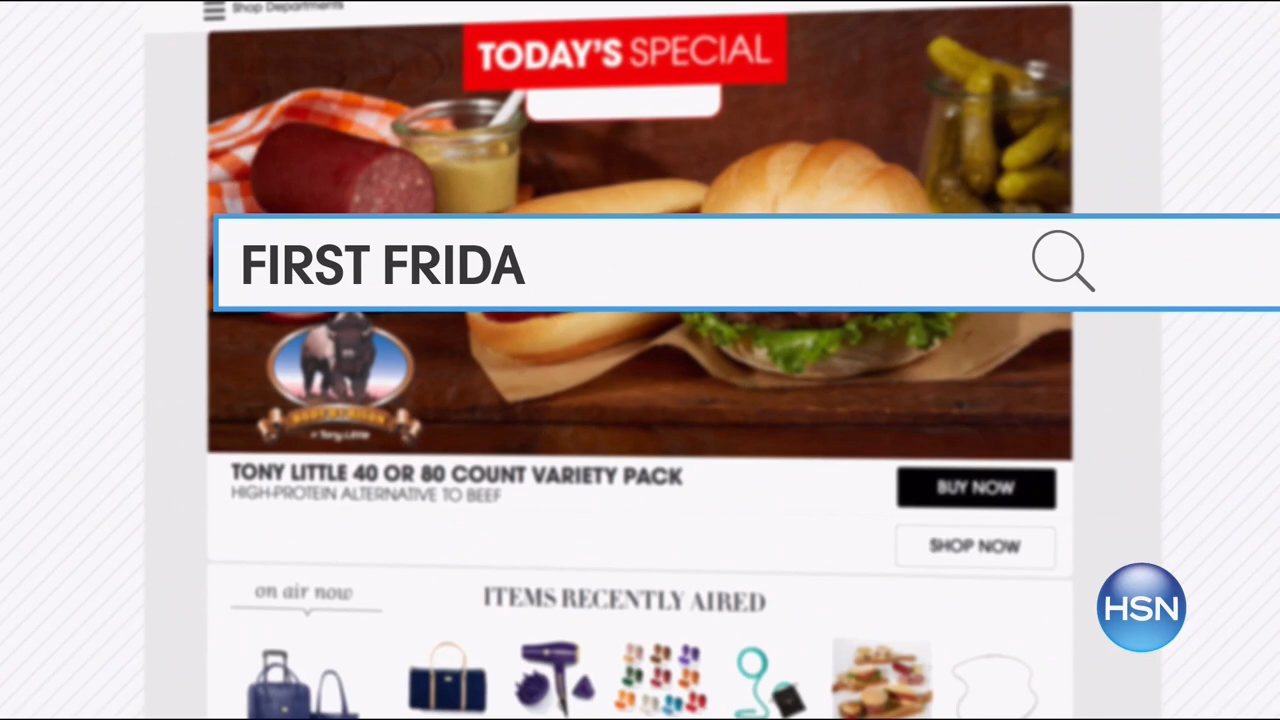 Shop Departments
TODAY'S SPECIAL
FIRST FRIDA
TONY LITTLE 40 OR 80 COUNT VARIETY PACK
HIGH-PROTEIN ALTERNATIVE TO BEEF
BUY NOW
SHOP NOW
on air now
ITEMS RECENTLY AIRED
HSN